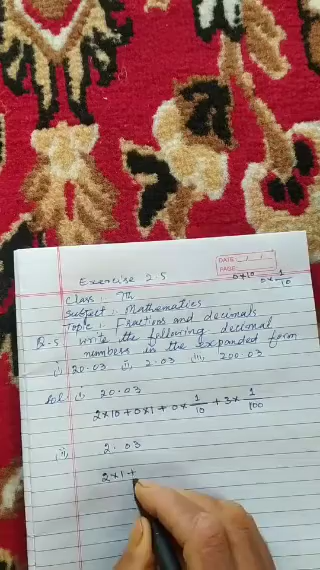 DATE: / /
PAGE:
0×10 0×1/10
Exercise 2.5
Class: 7th
Subject: Mathematics
Topic: Fractions and decimals
Q.5 Write the following decimal
numbers in the expanded form
(i) 20.03 (ii) 2.03 (iii) 200.03
Sol: (i) 20.03
2×10 + 0×1 + 0× 1/10 + 3× 1/100
(ii) 2.03
2×1+